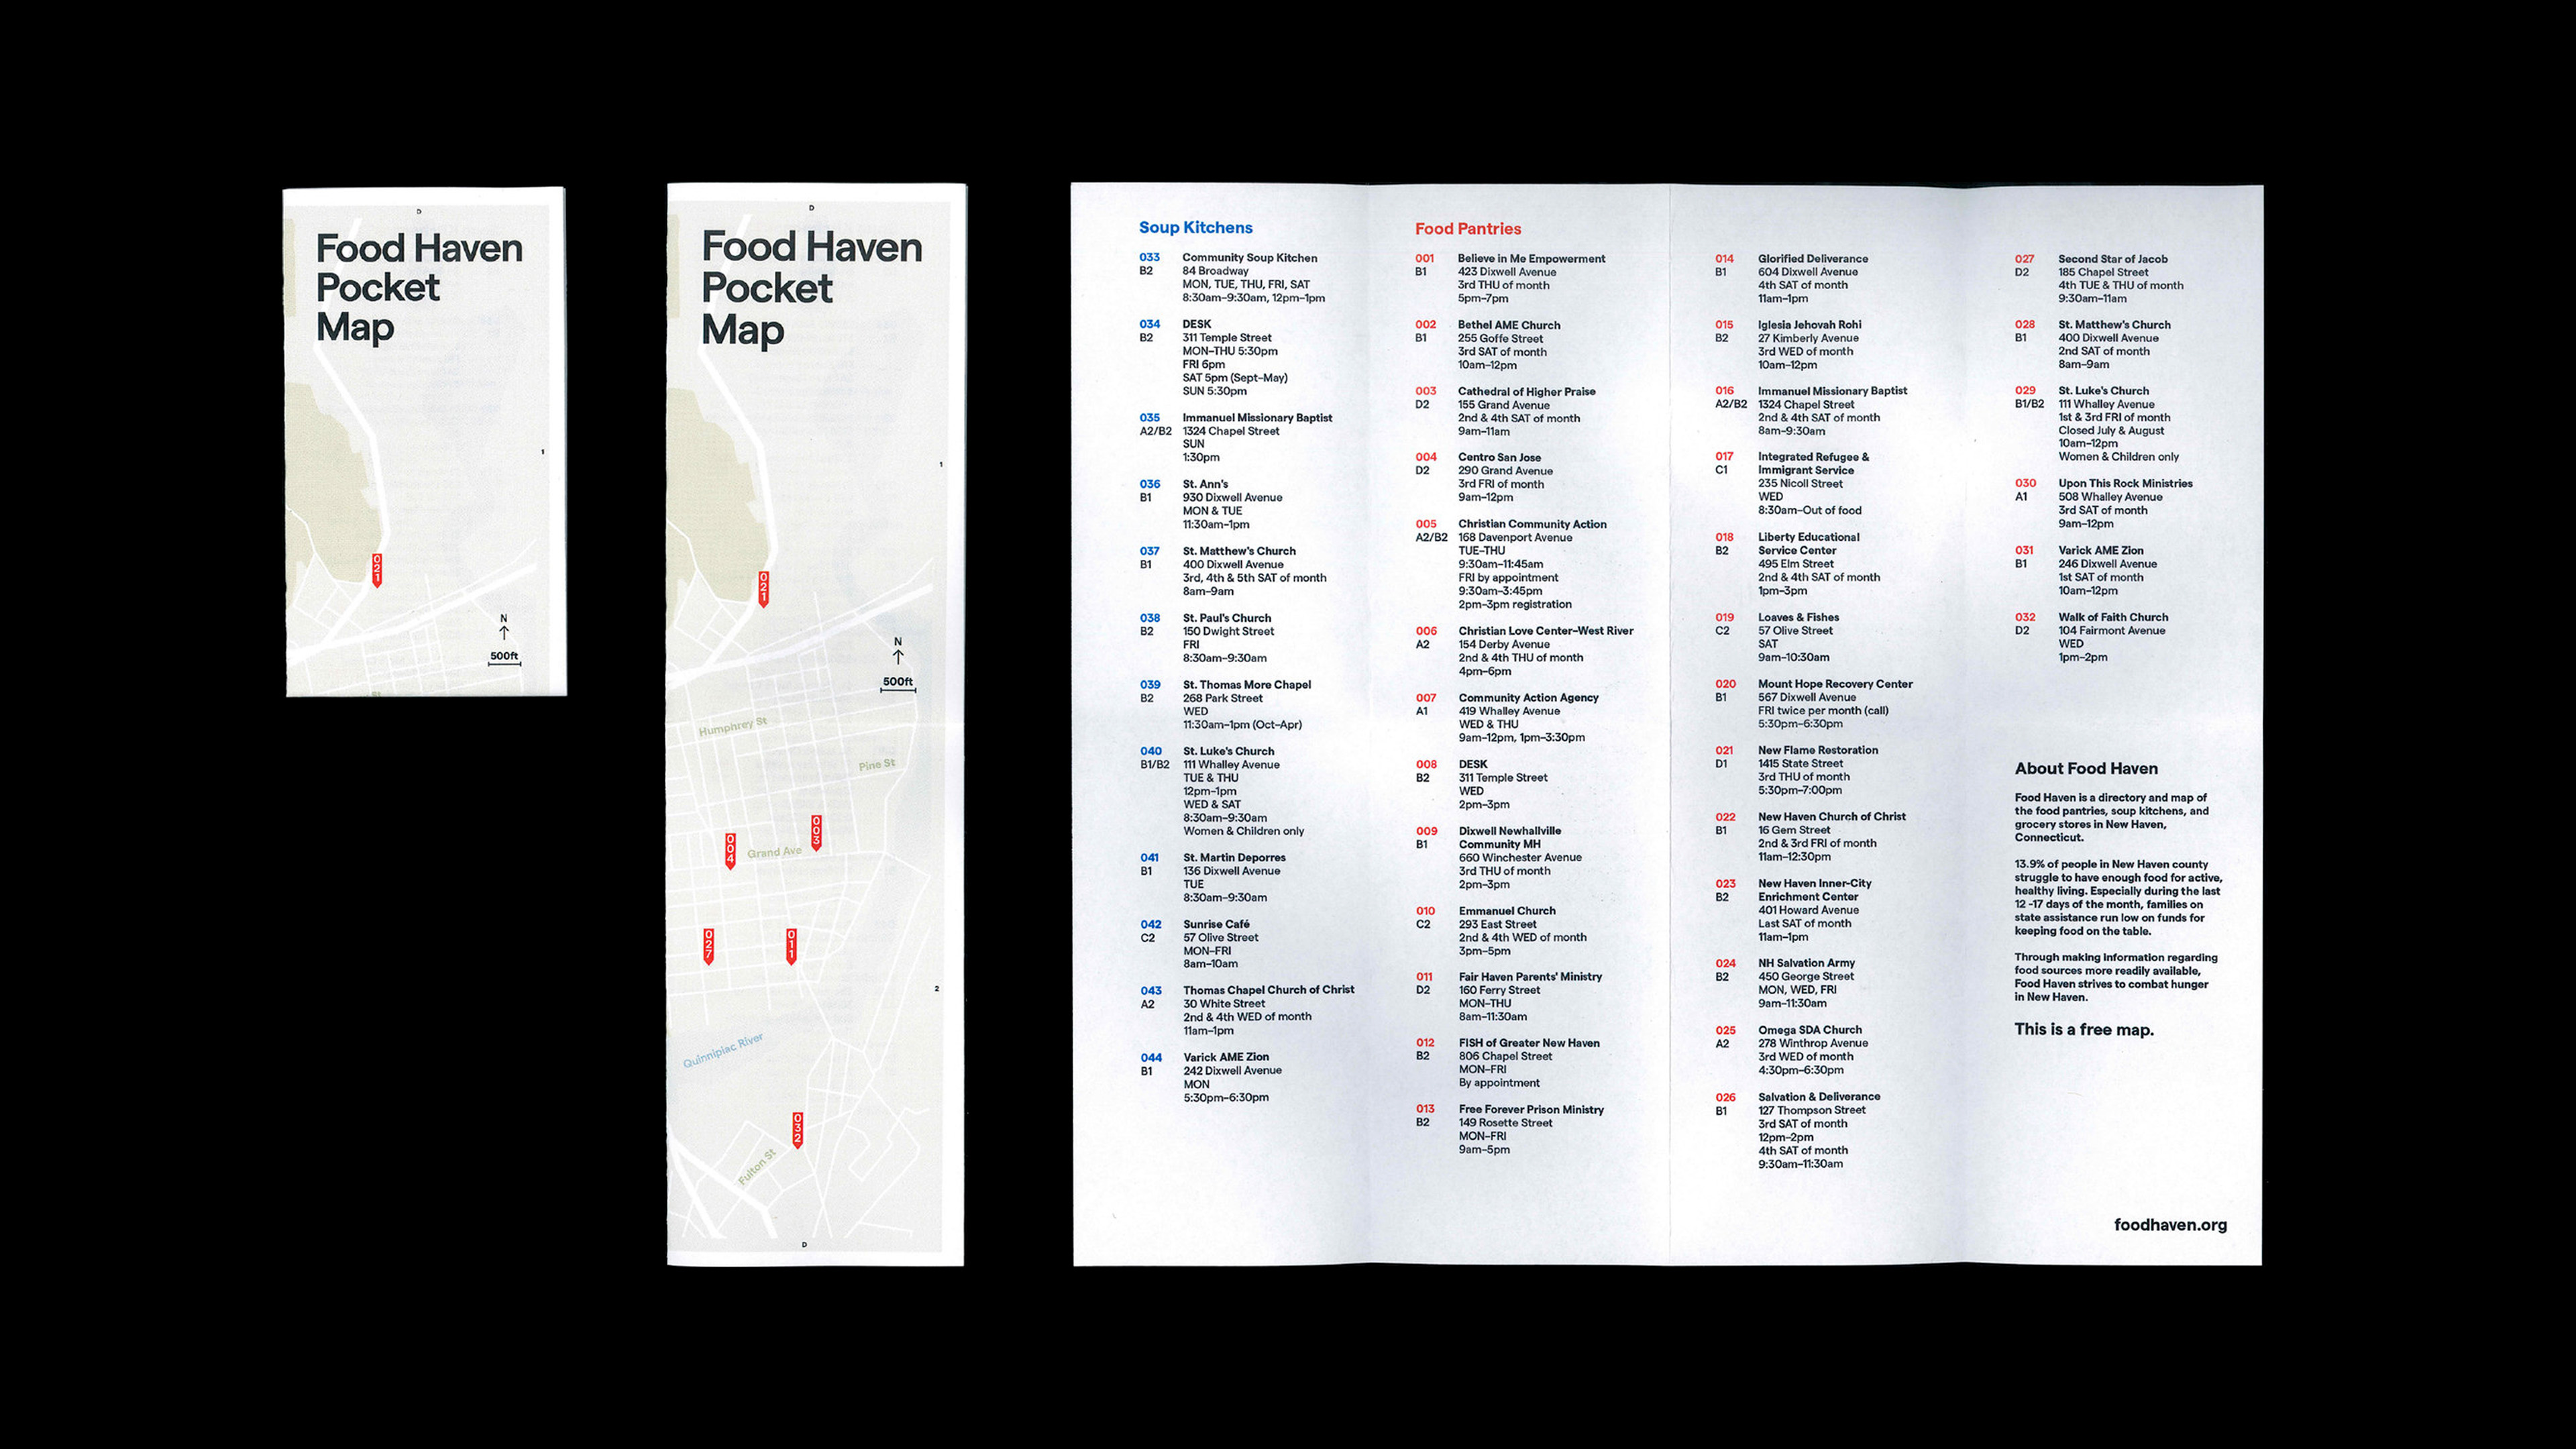 D
Food Haven
Pocket
Map
1
021
N
500ft
D
Food Haven
Pocket
Map
1
021
N
500ft
Humphrey St
Pine St
003
004
Grand Ave
027
011
2
Quinnipiac River
032
Fulton St
D
Soup Kitchens
033 Community Soup Kitchen
B2 84 Broadway
MON, TUE, THU, FRI, SAT
8:30am–9:30am, 12pm–1pm
034 DESK
B2 311 Temple Street
MON–THU 5:30pm
FRI 6pm
SAT 5pm (Sept–May)
SUN 5:30pm
035 Immanuel Missionary Baptist
A2/B2 1324 Chapel Street
SUN
1:30pm
036 St. Ann's
B1 930 Dixwell Avenue
MON & TUE
11:30am–1pm
037 St. Matthew's Church
B1 400 Dixwell Avenue
3rd, 4th & 5th SAT of month
8am–9am
038 St. Paul's Church
B2 150 Dwight Street
FRI
8:30am–9:30am
039 St. Thomas More Chapel
B2 268 Park Street
WED
11:30am–1pm (Oct–Apr)
040 St. Luke's Church
B1/B2 111 Whalley Avenue
TUE & THU
12pm–1pm
WED & SAT
8:30am–9:30am
Women & Children only
041 St. Martin Deporres
B1 136 Dixwell Avenue
TUE
8:30am–9:30am
042 Sunrise Café
C2 57 Olive Street
MON–FRI
8am–10am
043 Thomas Chapel Church of Christ
A2 30 White Street
2nd & 4th WED of month
11am–1pm
044 Varick AME Zion
B1 242 Dixwell Avenue
MON
5:30pm–6:30pm
Food Pantries
001 Believe in Me Empowerment
B1 423 Dixwell Avenue
3rd THU of month
5pm–7pm
002 Bethel AME Church
B1 255 Goffe Street
3rd SAT of month
10am–12pm
003 Cathedral of Higher Praise
D2 155 Grand Avenue
2nd & 4th SAT of month
9am–11am
004 Centro San Jose
D2 290 Grand Avenue
3rd FRI of month
9am–12pm
005 Christian Community Action
A2/B2 168 Davenport Avenue
TUE–THU
9:30am–11:45am
FRI by appointment
9:30am–3:45pm
2pm–3pm registration
006 Christian Love Center–West River
A2 154 Derby Avenue
2nd & 4th THU of month
4pm–6pm
007 Community Action Agency
A1 419 Whalley Avenue
WED & THU
9am–12pm, 1pm–3:30pm
008 DESK
B2 311 Temple Street
WED
2pm–3pm
009 Dixwell Newhallville
B1 Community MH
660 Winchester Avenue
3rd THU of month
2pm–3pm
010 Emmanuel Church
C2 293 East Street
2nd & 4th WED of month
3pm–5pm
011 Fair Haven Parents' Ministry
D2 160 Ferry Street
MON–THU
8am–11:30am
012 FISH of Greater New Haven
B2 806 Chapel Street
MON–FRI
By appointment
013 Free Forever Prison Ministry
B2 149 Rosette Street
MON–FRI
9am–5pm
014 Glorified Deliverance
B1 604 Dixwell Avenue
4th SAT of month
11am–1pm
015 Iglesia Jehovah Rohi
B2 27 Kimberly Avenue
3rd WED of month
10am–12pm
016 Immanuel Missionary Baptist
A2/B2 1324 Chapel Street
2nd & 4th SAT of month
8am–9:30am
017 Integrated Refugee &
C1 Immigrant Service
235 Nicoll Street
WED
8:30am–Out of food
018 Liberty Educational
B2 Service Center
495 Elm Street
2nd & 4th SAT of month
1pm–3pm
019 Loaves & Fishes
C2 57 Olive Street
SAT
9am–10:30am
020 Mount Hope Recovery Center
B1 567 Dixwell Avenue
FRI twice per month (call)
5:30pm–6:30pm
021 New Flame Restoration
D1 1415 State Street
3rd THU of month
5:30pm–7:00pm
022 New Haven Church of Christ
B1 16 Gem Street
2nd & 3rd FRI of month
11am–12:30pm
023 New Haven Inner-City
B2 Enrichment Center
401 Howard Avenue
Last SAT of month
11am–1pm
024 NH Salvation Army
B2 450 George Street
MON, WED, FRI
9am–11:30am
025 Omega SDA Church
A2 278 Winthrop Avenue
3rd WED of month
4:30pm–6:30pm
026 Salvation & Deliverance
B1 127 Thompson Street
3rd SAT of month
12pm–2pm
4th SAT of month
9:30am–11:30am
027 Second Star of Jacob
D2 185 Chapel Street
4th TUE & THU of month
9:30am–11am
028 St. Matthew's Church
B1 400 Dixwell Avenue
2nd SAT of month
8am–9am
029 St. Luke's Church
B1/B2 111 Whalley Avenue
1st & 3rd FRI of month
Closed July & August
10am–12pm
Women & Children only
030 Upon This Rock Ministries
A1 508 Whalley Avenue
3rd SAT of month
9am–12pm
031 Varick AME Zion
B1 246 Dixwell Avenue
1st SAT of month
10am–12pm
032 Walk of Faith Church
D2 104 Fairmont Avenue
WED
1pm–2pm
About Food Haven
Food Haven is a directory and map of
the food pantries, soup kitchens, and
grocery stores in New Haven,
Connecticut.
13.9% of people in New Haven county
struggle to have enough food for active,
healthy living. Especially during the last
12 -17 days of the month, families on
state assistance run low on funds for
keeping food on the table.
Through making information regarding
food sources more readily available,
Food Haven strives to combat hunger
in New Haven.
This is a free map.
foodhaven.org